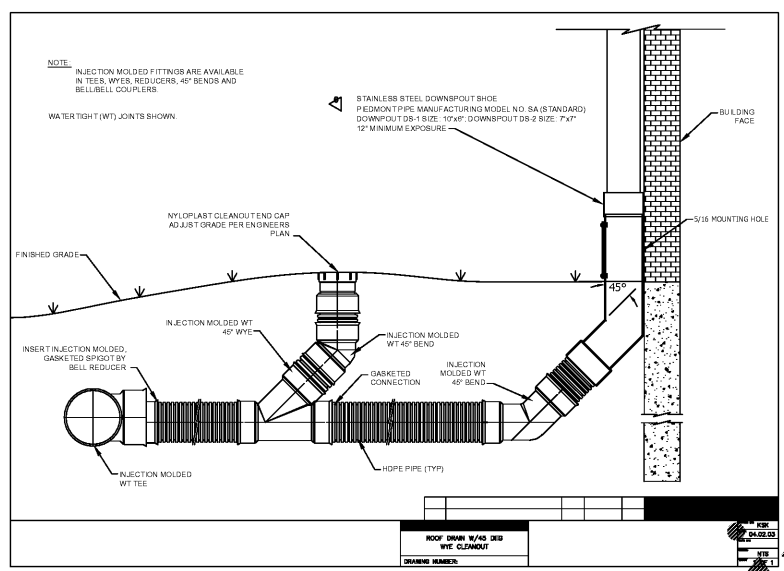 NOTE:
INJECTION MOLDED FITTINGS ARE AVAILABLE
IN TEES, WYES, REDUCERS, 45° BENDS AND
BELL/BELL COUPLERS.
WATERTIGHT (WT) JOINTS SHOWN.
STAINLESS STEEL DOWNSPOUT SHOE
PIEDMONT PIPE MANUFACTURING MODEL NO. SA (STANDARD)
DOWNPOUT DS-1 SIZE: 10"x6"; DOWNSPOUT DS-2 SIZE: 7"x7"
12" MINIMUM EXPOSURE
BUILDING
FACE
5/16 MOUNTING HOLE
NYLOPLAST CLEANOUT END CAP
ADJUST GRADE PER ENGINEERS
PLAN
FINISHED GRADE
45°
INJECTION MOLDED WT
45° WYE
INJECTION MOLDED
WT 45° BEND
INSERT INJECTION MOLDED,
GASKETED SPIGOT BY
BELL REDUCER
GASKETED
CONNECTION
INJECTION
MOLDED WT
45° BEND
HDPE PIPE (TYP)
INJECTION MOLDED
WT TEE
ROOF DRAIN W/45 DEG
WYE CLEANOUT
DRAWING NUMBER:
KSK
04.02.03
NTS